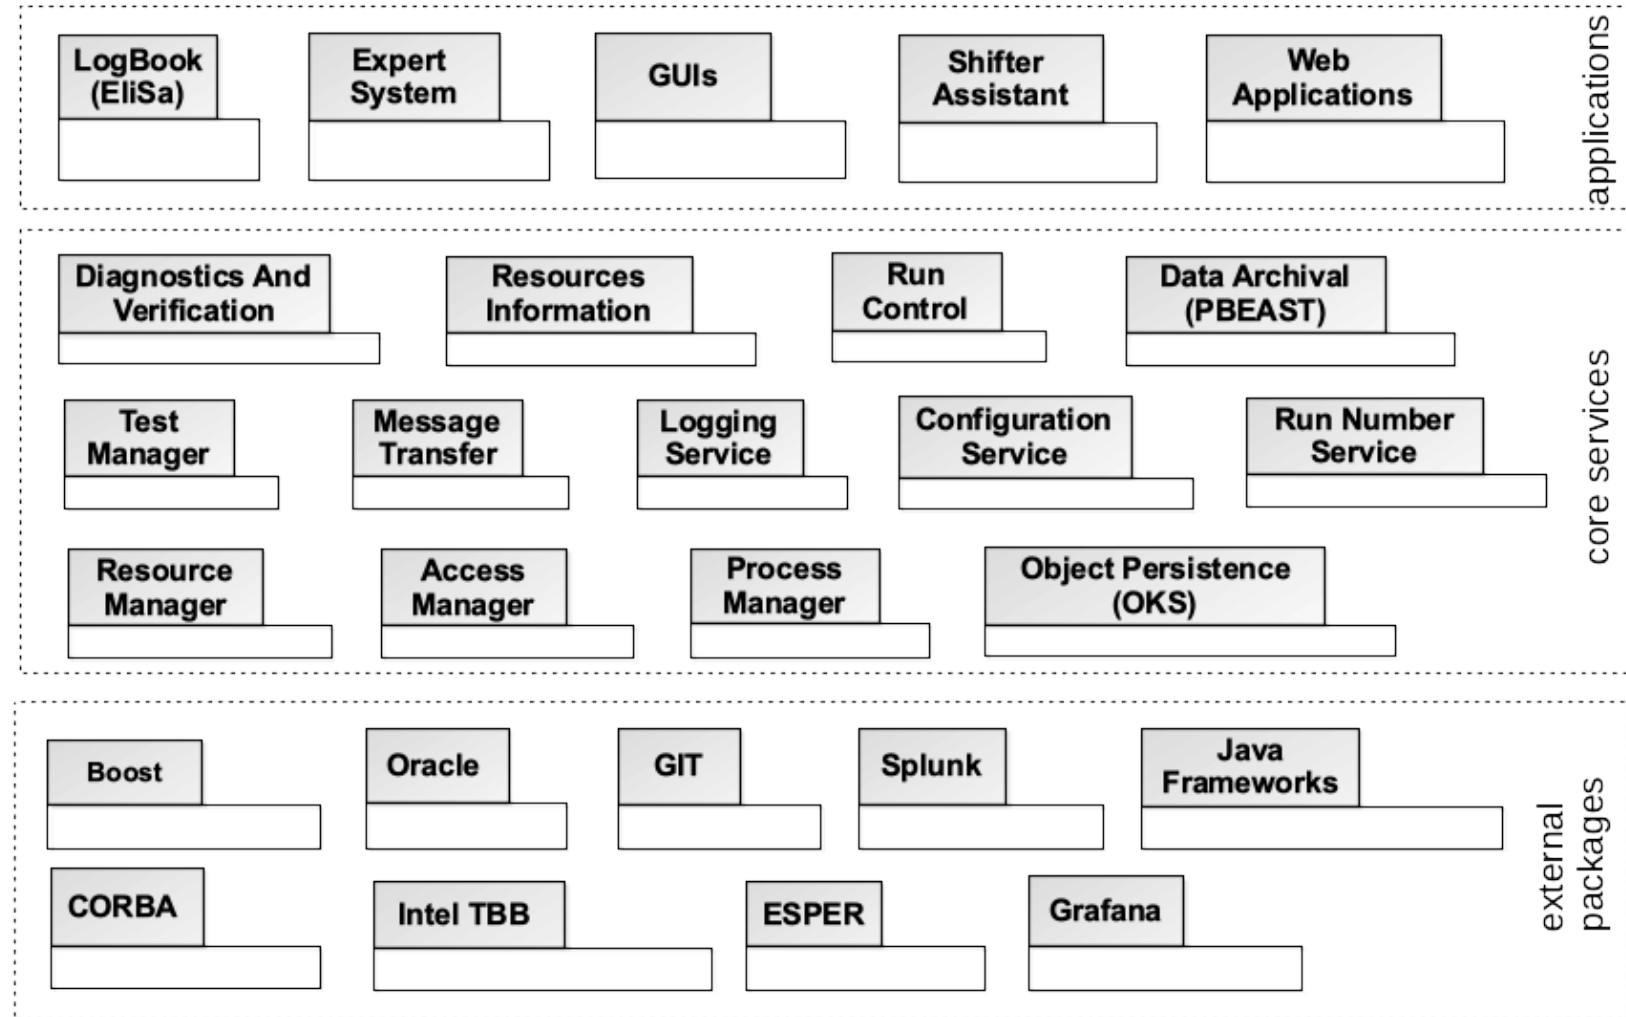 LogBook
(EliSa)
Expert
System
GUIs
Shifter
Assistant
Web
Applications
applications
Diagnostics And
Verification
Resources
Information
Run
Control
Data Archival
(PBEAST)
Test
Manager
Message
Transfer
Logging
Service
Configuration
Service
Run Number
Service
Resource
Manager
Access
Manager
Process
Manager
Object Persistence
(OKS)
core services
Boost
Oracle
GIT
Splunk
Java
Frameworks
CORBA
Intel TBB
ESPER
Grafana
external
packages